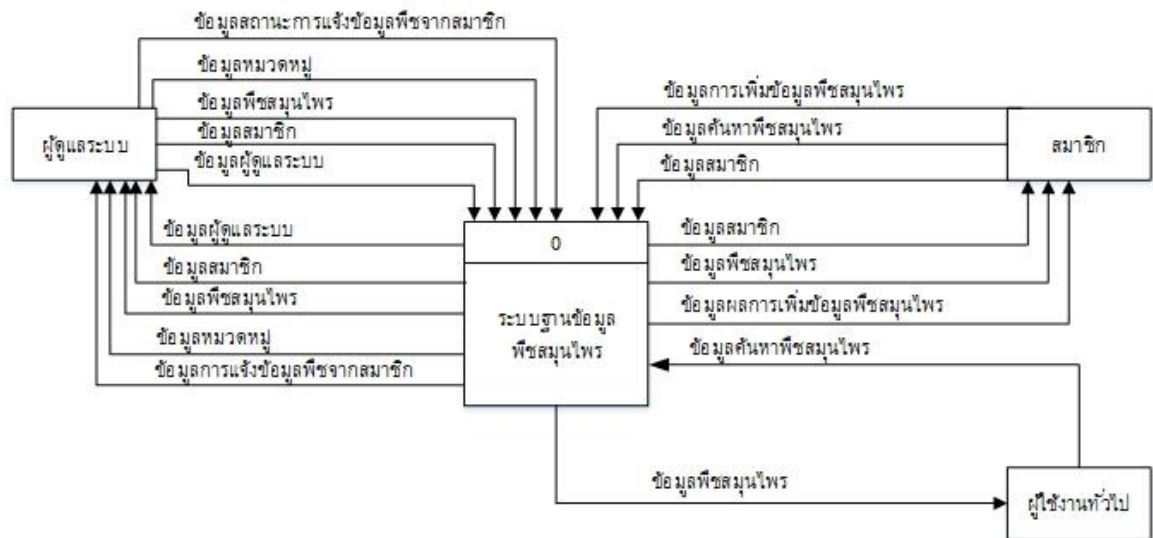 ข้อมูลสถานะการแจ้งข้อมูลพืชจากสมาชิก
ข้อมูลหมวดหมู่
ข้อมูลพืชสมุนไพร
ข้อมูลสมาชิก
ข้อมูลผู้ดูแลระบบ
ผู้ดูแลระบบ
ข้อมูลการเพิ่มข้อมูลพืชสมุนไพร
ข้อมูลค้นหาพืชสมุนไพร
ข้อมูลสมาชิก
สมาชิก
ข้อมูลผู้ดูแลระบบ
ข้อมูลสมาชิก
ข้อมูลพืชสมุนไพร
ข้อมูลหมวดหมู่
ข้อมูลการแจ้งข้อมูลพืชจากสมาชิก
0
ระบบฐานข้อมูล
พืชสมุนไพร
ข้อมูลสมาชิก
ข้อมูลพืชสมุนไพร
ข้อมูลผลการเพิ่มข้อมูลพืชสมุนไพร
ข้อมูลค้นหาพืชสมุนไพร
ข้อมูลพืชสมุนไพร
ผู้ใช้งานทั่วไป